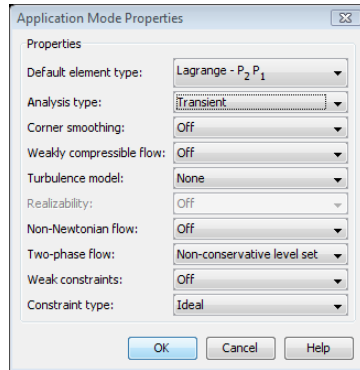 Application Mode Properties
Properties
Default element type: Lagrange - P₂ P₁
Analysis type: Transient
Corner smoothing: Off
Weakly compressible flow: Off
Turbulence model: None
Realizability: Off
Non-Newtonian flow: Off
Two-phase flow: Non-conservative level set
Weak constraints: Off
Constraint type: Ideal
OK Cancel Help